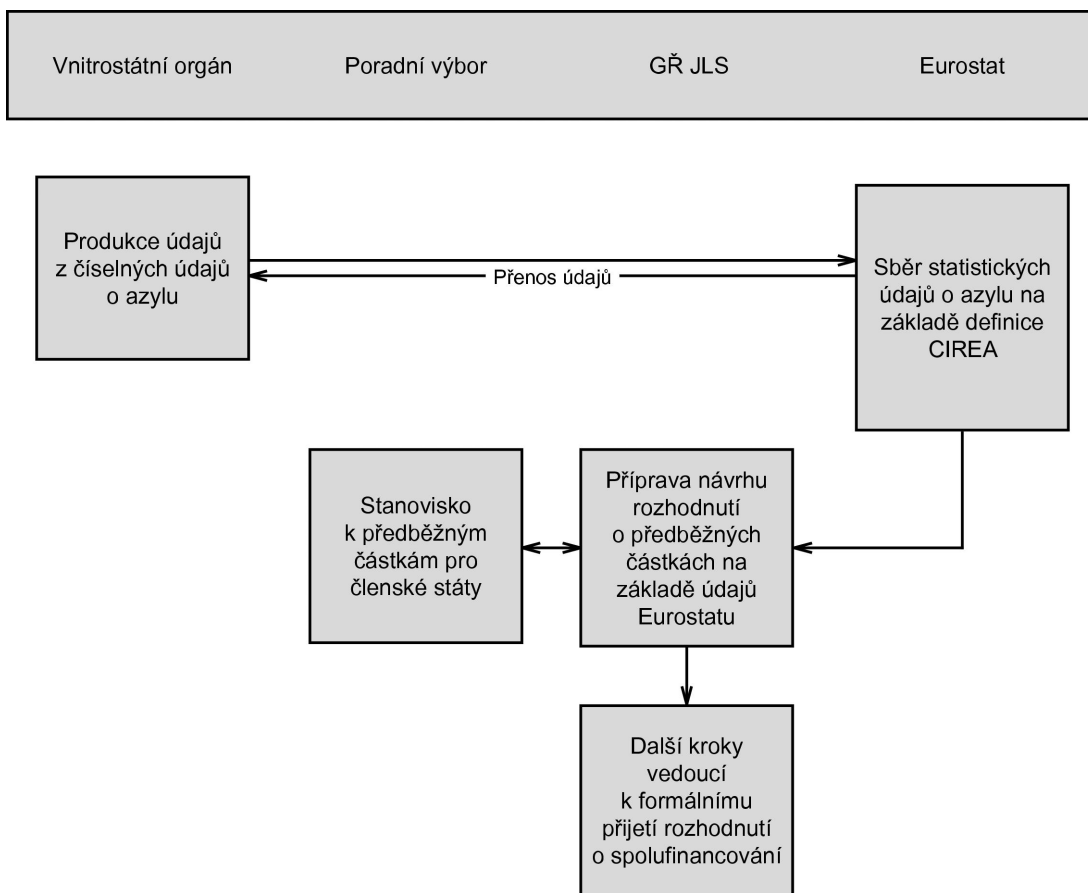 Vnitrostátní orgán
Poradní výbor
GŘ JLS
Eurostat
Produkce údajů
z číselných údajů
o azylu
Přenos údajů
Sběr statistických
údajů o azylu na
základě definice
CIREA
Stanovisko
k předběžným
částkám pro
členské státy
Příprava návrhu
rozhodnutí
o předběžných
částkách na
základě údajů
Eurostatu
Další kroky
vedoucí
k formálnímu
přijetí rozhodnutí
o spolufinancování